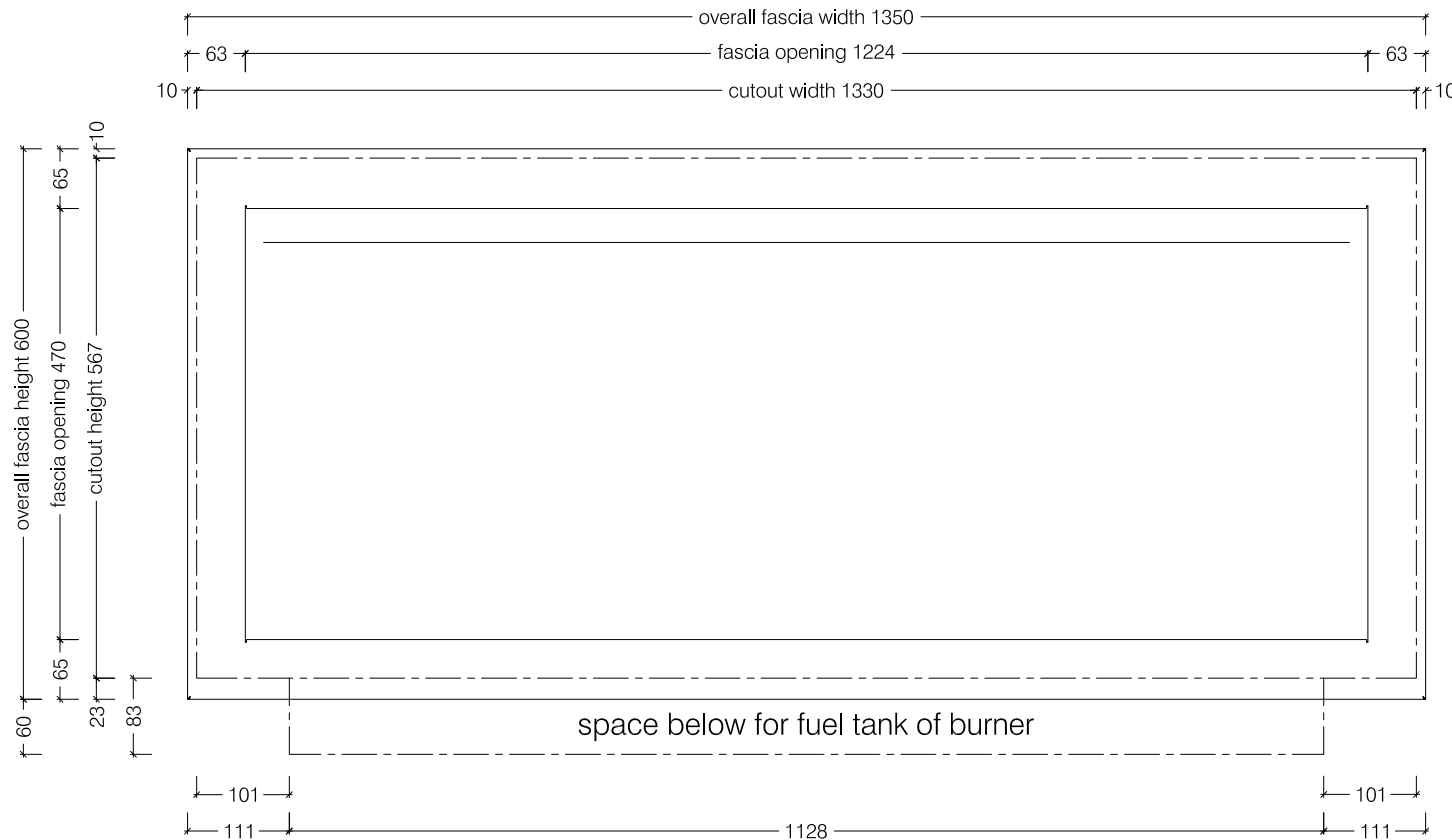 overall fascia width 1350
63
fascia opening 1224
63
10
cutout width 1330
10
10
65
overall fascia height 600
fascia opening 470
cutout height 567
65
60
23
83
space below for fuel tank of burner
101
101
111
1128
111